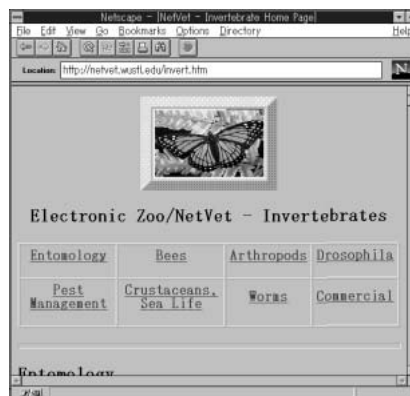 Netscape - [NetVet - Invertebrate Home Page]
File Edit View Go Bookmarks Options Directory Help
Location: http://netvet.wustl.edu/invert.htm
N
Electronic Zoo/NetVet - Invertebrates
Entomology Bees Arthropods Drosophila
Pest Management Crustaceans, Sea Life Worms Commercial
Entomology